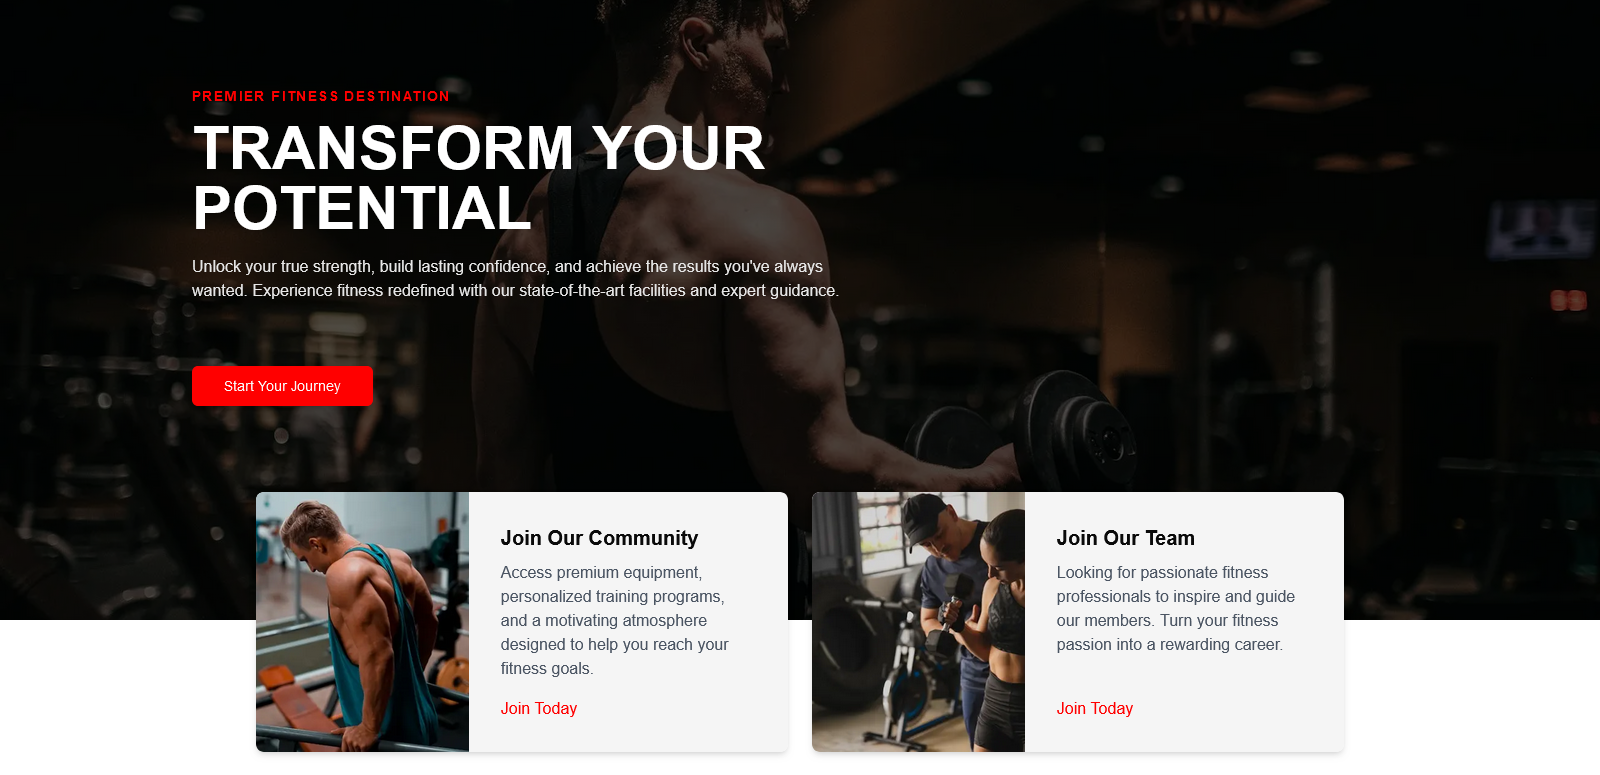 PREMIER FITNESS DESTINATION
TRANSFORM YOUR
POTENTIAL
Unlock your true strength, build lasting confidence, and achieve the results you've always
wanted. Experience fitness redefined with our state-of-the-art facilities and expert guidance.
Start Your Journey
Join Our Community
Access premium equipment,
personalized training programs,
and a motivating atmosphere
designed to help you reach your
fitness goals.
Join Today
Join Our Team
Looking for passionate fitness
professionals to inspire and guide
our members. Turn your fitness
passion into a rewarding career.
Join Today